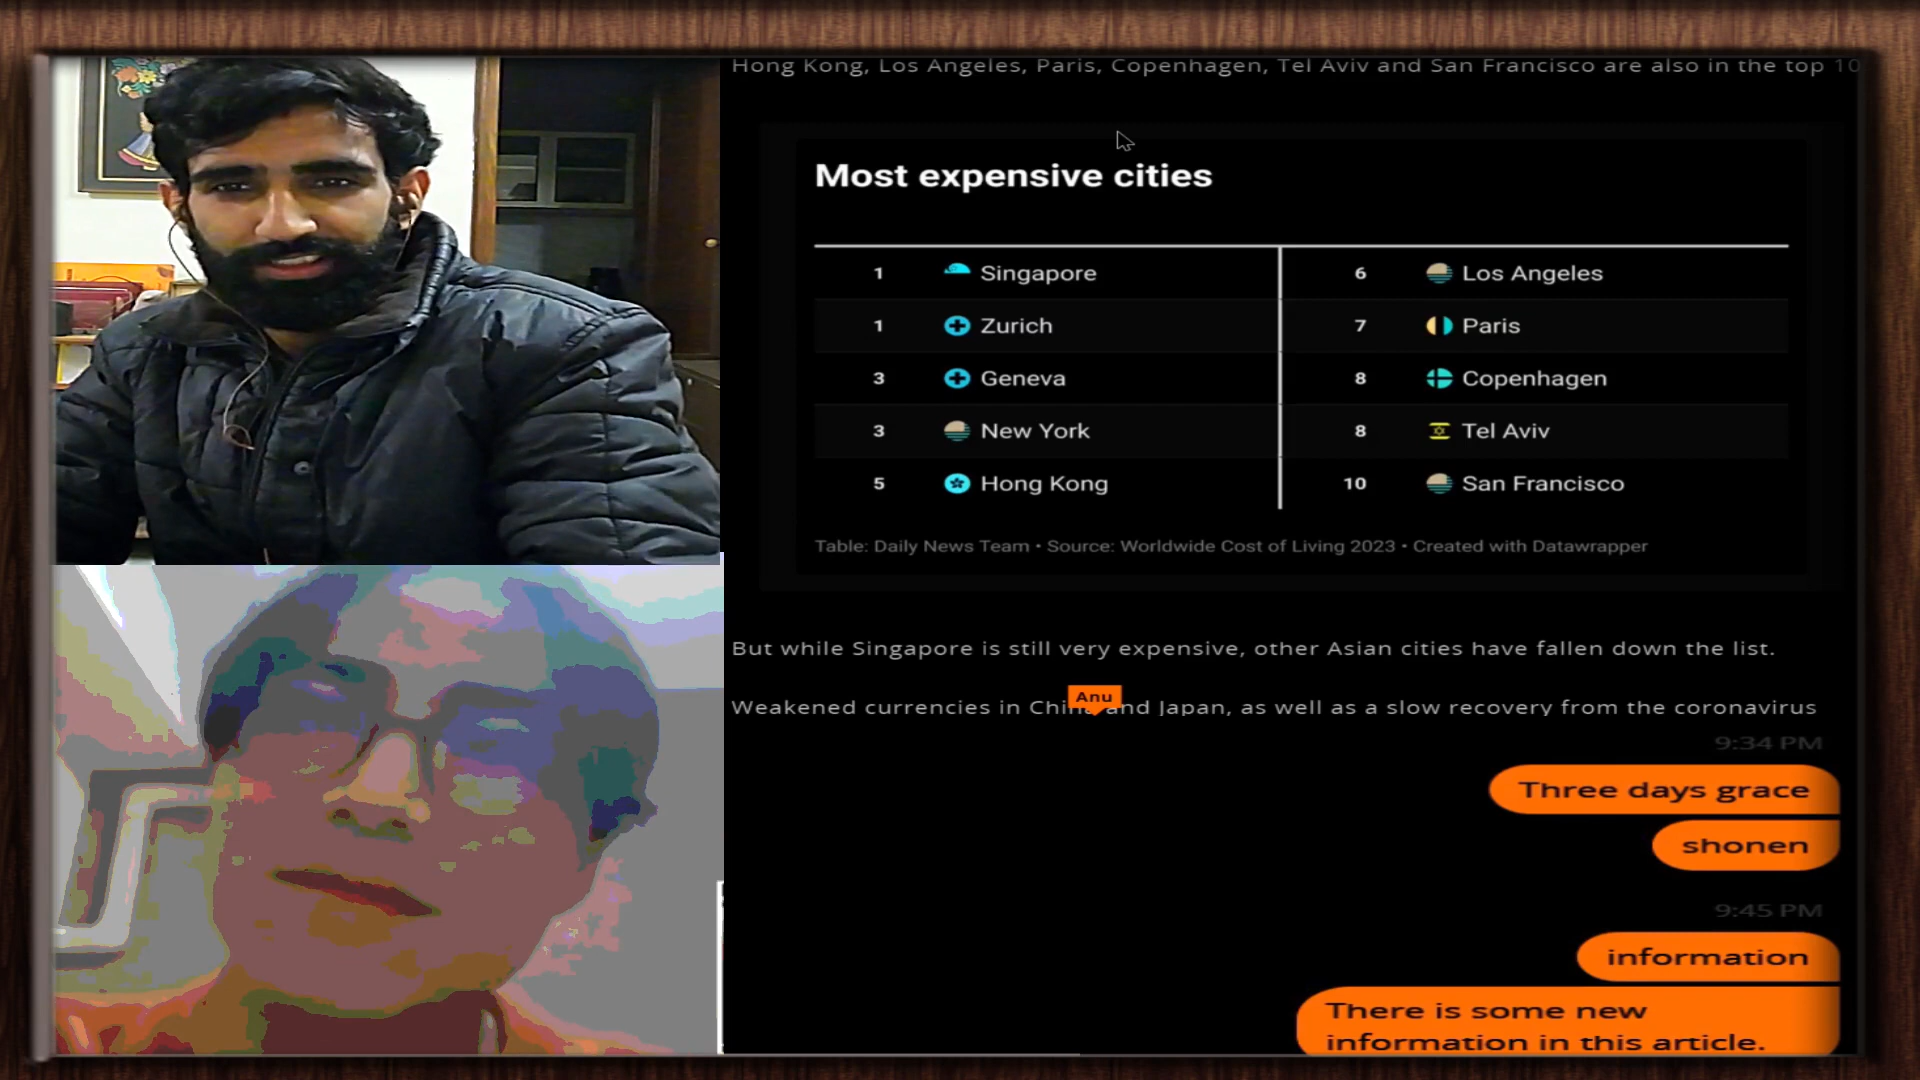 Hong Kong, Los Angeles, Paris, Copenhagen, Tel Aviv and San Francisco are also in the top 10
Most expensive cities
1 Singapore 6 Los Angeles
1 Zurich 7 Paris
3 Geneva 8 Copenhagen
3 New York 8 Tel Aviv
5 Hong Kong 10 San Francisco
Table: Daily News Team • Source: Worldwide Cost of Living 2023 • Created with Datawrapper
But while Singapore is still very expensive, other Asian cities have fallen down the list.
Anu
Weakened currencies in China and Japan, as well as a slow recovery from the coronavirus
9:34 PM
Three days grace
shonen
9:45 PM
information
There is some new
information in this article.